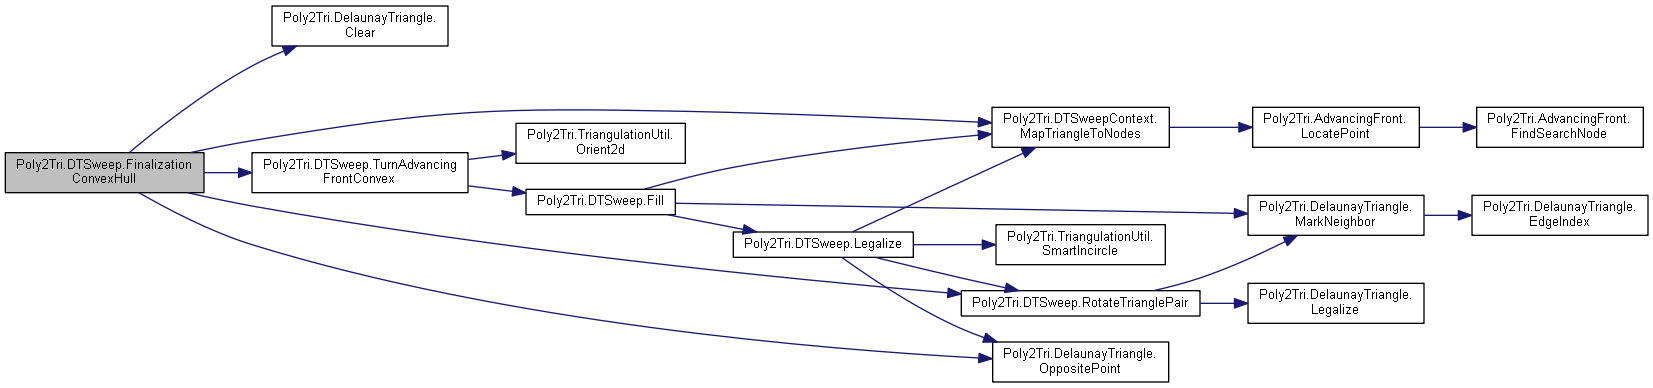 Poly2Tri.DelaunayTriangle.
Clear
Poly2Tri.DTSweep.Finalization
ConvexHull
Poly2Tri.DTSweep.TurnAdvancing
FrontConvex
Poly2Tri.TriangulationUtil.
Orient2d
Poly2Tri.DTSweep.Fill
Poly2Tri.DTSweep.Legalize
Poly2Tri.DTSweepContext.
MapTriangleToNodes
Poly2Tri.TriangulationUtil.
SmartIncircle
Poly2Tri.DTSweep.RotateTrianglePair
Poly2Tri.DelaunayTriangle.
OppositePoint
Poly2Tri.AdvancingFront.
LocatePoint
Poly2Tri.AdvancingFront.
FindSearchNode
Poly2Tri.DelaunayTriangle.
MarkNeighbor
Poly2Tri.DelaunayTriangle.
EdgeIndex
Poly2Tri.DelaunayTriangle.
Legalize